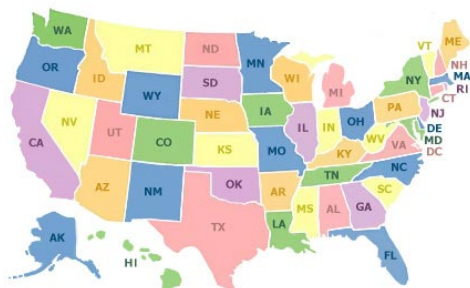 WA
MT
ND
MN
ME
VT
NH
OR
ID
SD
WI
MI
NY
MA
RI
CT
WY
NE
IA
PA
NJ
NV
UT
CO
IL
IN
OH
DE
MD
DC
CA
KS
MO
WV
VA
KY
AZ
NM
OK
AR
TN
NC
SC
TX
LA
MS
AL
GA
AK
HI
FL